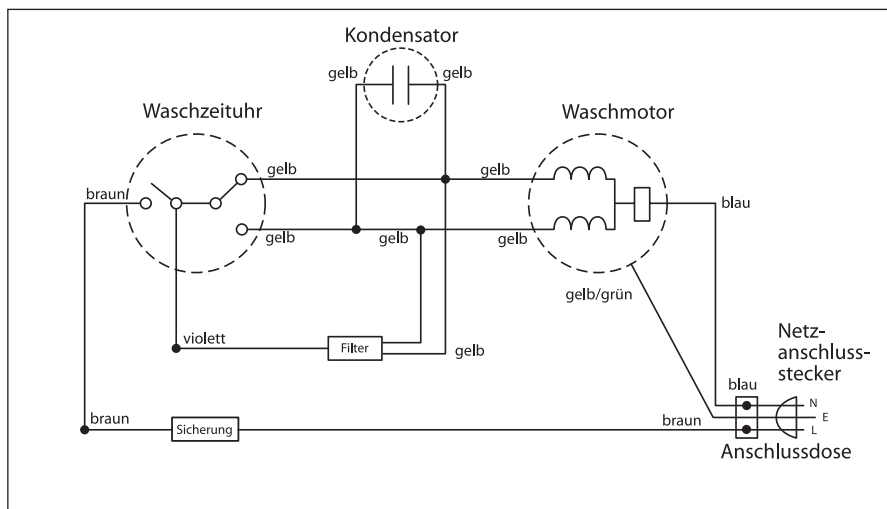 Kondensator
gelb gelb
Waschzeituhr
Waschmotor
gelb gelb
braun
blau
gelb gelb gelb
gelb/grün
violett
Filter
gelb
Netz-
anschluss-
stecker
blau
N
E
braun
Sicherung
braun
L
Anschlussdose